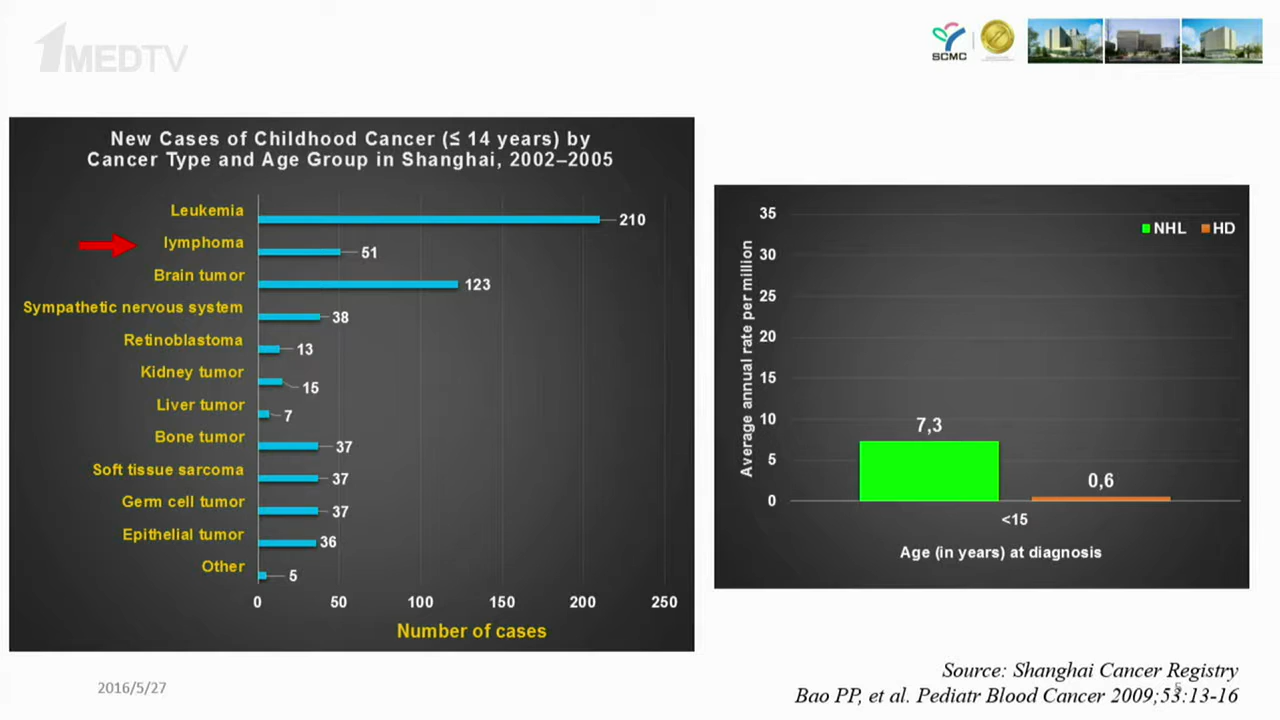 1MEDTV
SCMC
New Cases of Childhood Cancer (≤ 14 years) by
Cancer Type and Age Group in Shanghai, 2002–2005
Leukemia
210
lymphoma
51
Brain tumor
123
Sympathetic nervous system
38
Retinoblastoma
13
Kidney tumor
15
Liver tumor
7
Bone tumor
37
Soft tissue sarcoma
37
Germ cell tumor
37
Epithelial tumor
36
Other
5
0 50 100 150 200 250
Number of cases
Average annual rate per million
35
30
25
20
15
10
5
0
NHL HD
7,3
0,6
<15
Age (in years) at diagnosis
Source: Shanghai Cancer Registry
Bao PP, et al. Pediatr Blood Cancer 2009;53:13-16
2016/5/27
5